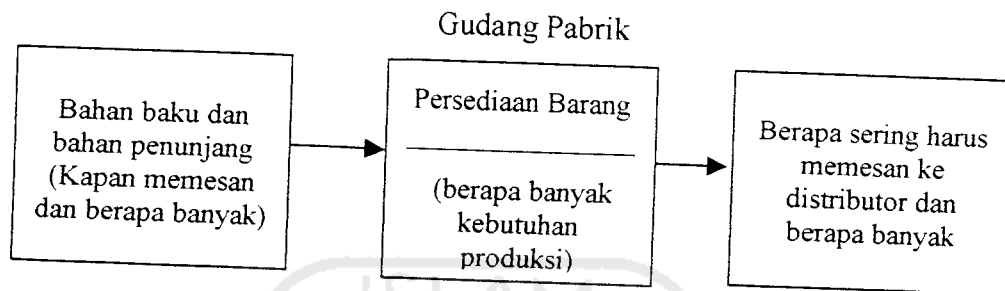 Gudang Pabrik
Bahan baku dan
bahan penunjang
(Kapan memesan
dan berapa banyak)
Persediaan Barang
(berapa banyak
kebutuhan
produksi)
Berapa sering harus
memesan ke
distributor dan
berapa banyak
ISLAM